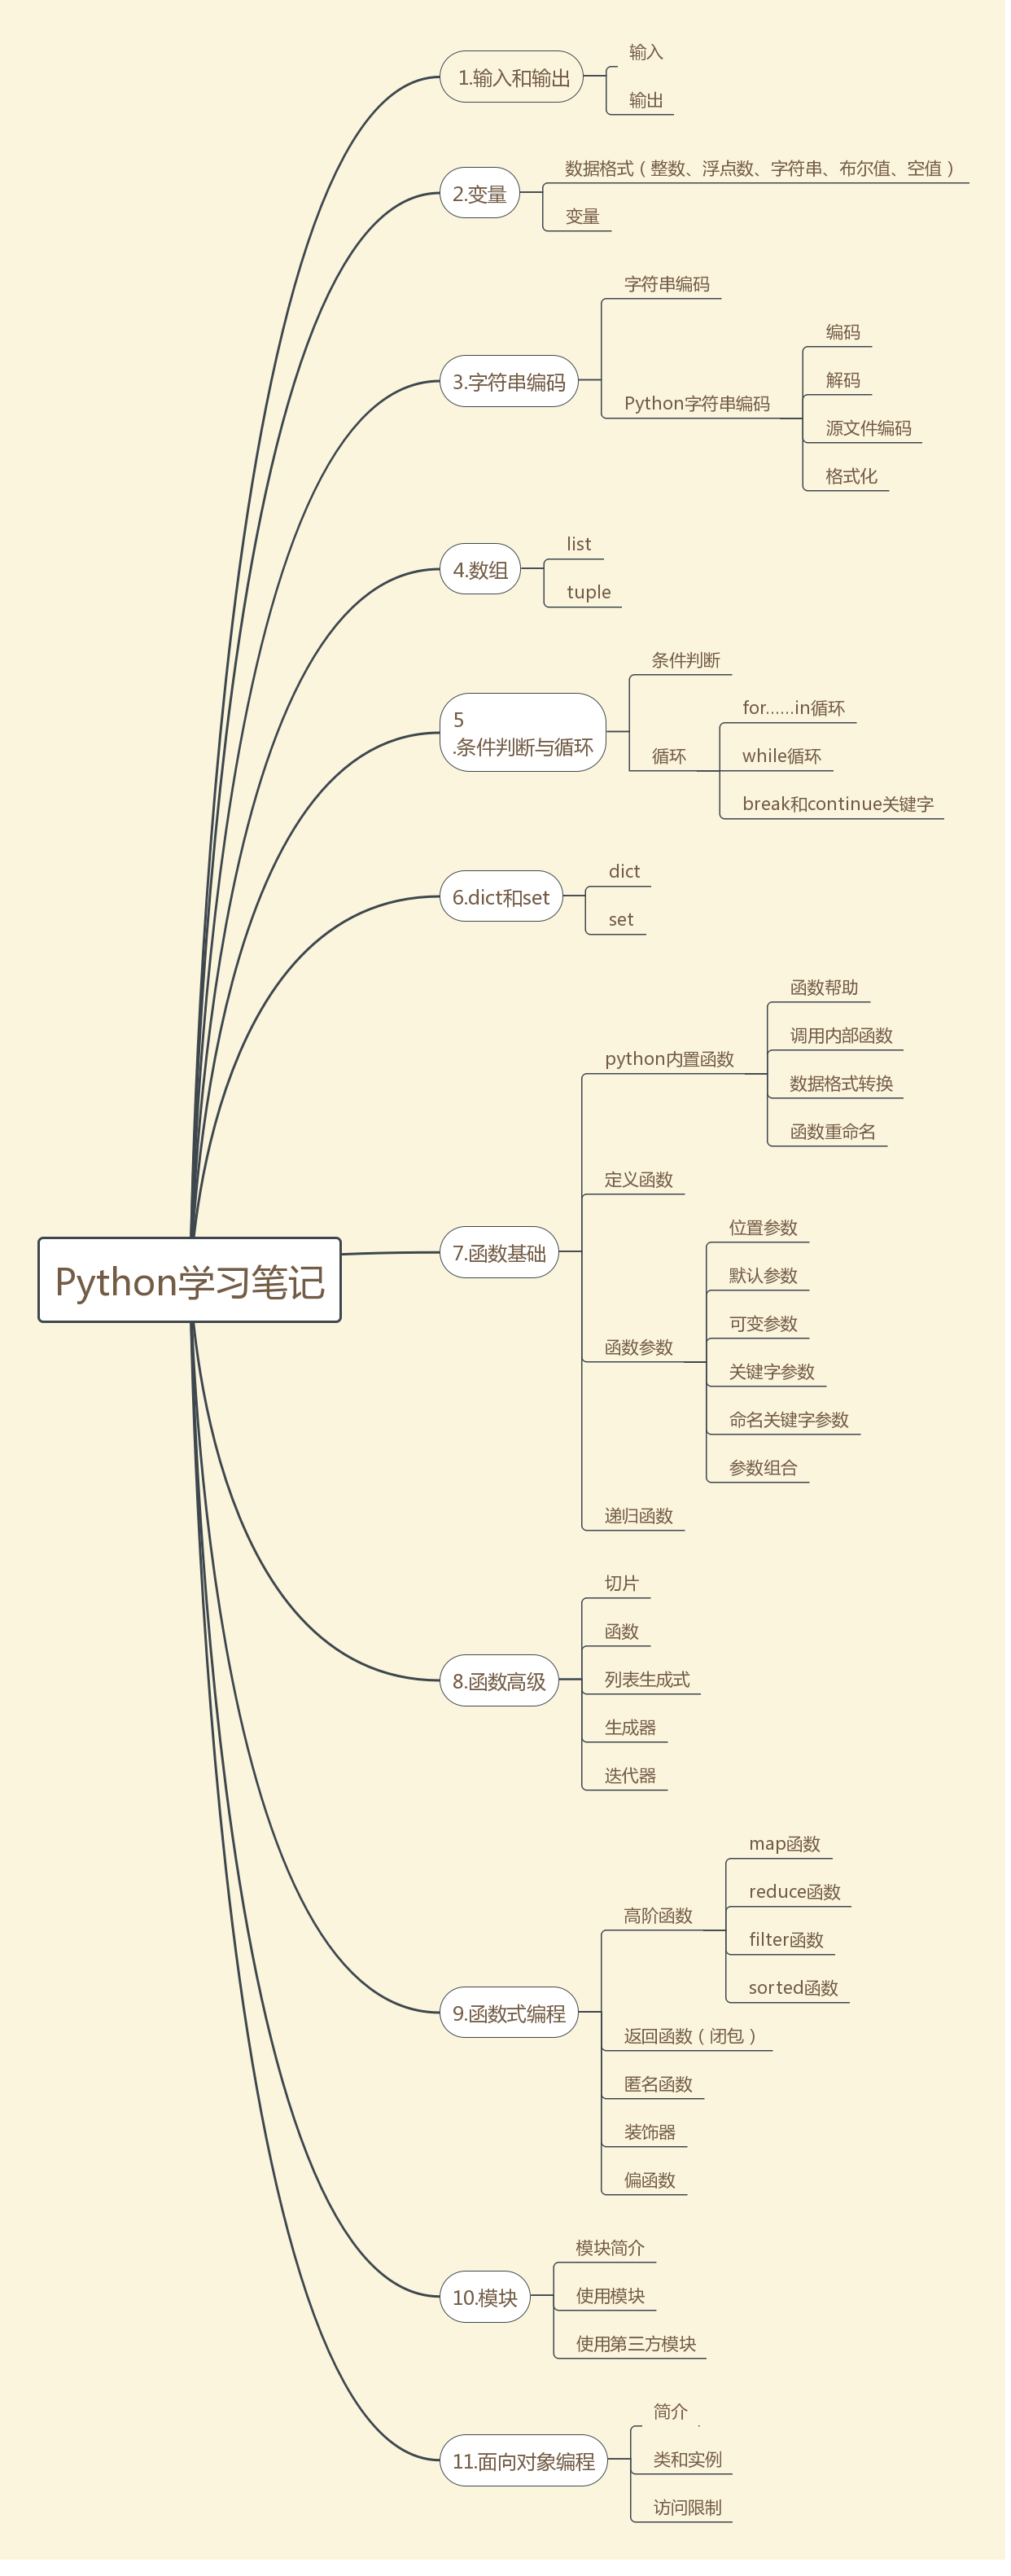 Python学习笔记
1.输入和输出
输入
输出
2.变量
数据格式（整数、浮点数、字符串、布尔值、空值）
变量
3.字符串编码
字符串编码
Python字符串编码
编码
解码
源文件编码
格式化
4.数组
list
tuple
5
.条件判断与循环
条件判断
循环
for……in循环
while循环
break和continue关键字
6.dict和set
dict
set
7.函数基础
python内置函数
函数帮助
调用内部函数
数据格式转换
函数重命名
定义函数
函数参数
位置参数
默认参数
可变参数
关键字参数
命名关键字参数
参数组合
递归函数
8.函数高级
切片
函数
列表生成式
生成器
迭代器
9.函数式编程
高阶函数
map函数
reduce函数
filter函数
sorted函数
返回函数（闭包）
匿名函数
装饰器
偏函数
10.模块
模块简介
使用模块
使用第三方模块
11.面向对象编程
简介
类和实例
访问限制